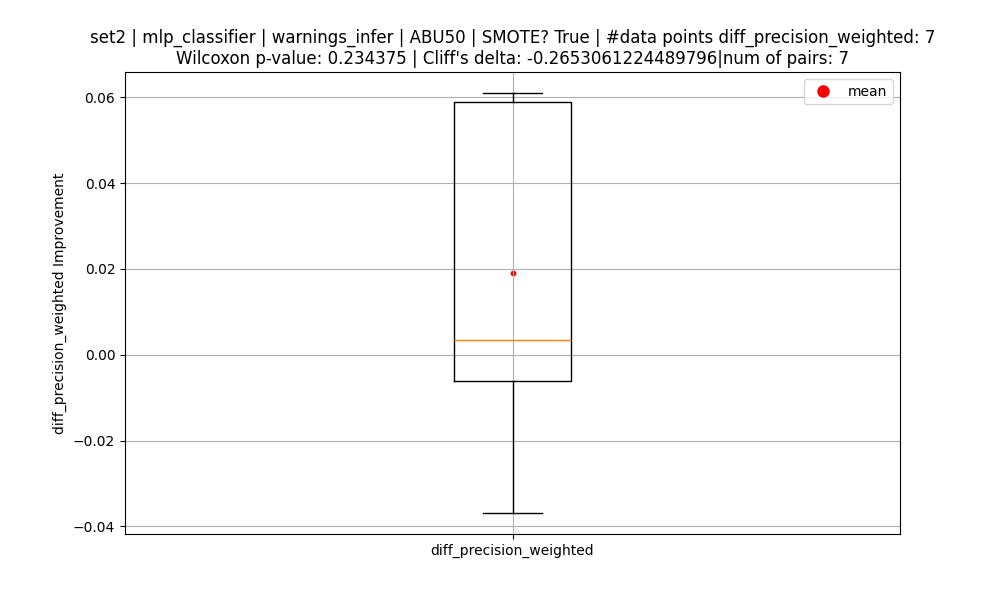 set2 | mlp_classifier | warnings_infer | ABU50 | SMOTE? True | #data points diff_precision_weighted: 7
Wilcoxon p-value: 0.234375 | Cliff's delta: -0.2653061224489796|num of pairs: 7
mean
0.06
0.04
0.02
0.00
−0.02
−0.04
diff_precision_weighted Improvement
diff_precision_weighted